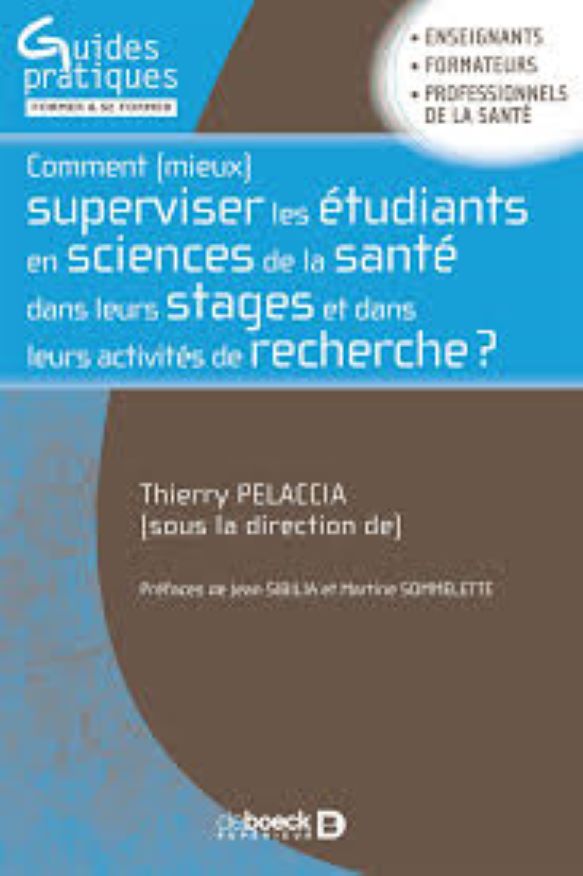 Guides
pratiques
FORMER & SE FORMER
• ENSEIGNANTS
• FORMATEURS
• PROFESSIONNELS
DE LA SANTÉ
Comment (mieux)
superviser les étudiants
en sciences de la santé
dans leurs stages et dans
leurs activités de recherche ?
Thierry PELACCIA
(sous la direction de)
Préfaces de Jean SIBILIA et Martine SOMMELETTE
deboeck B
SUPÉRIEUR